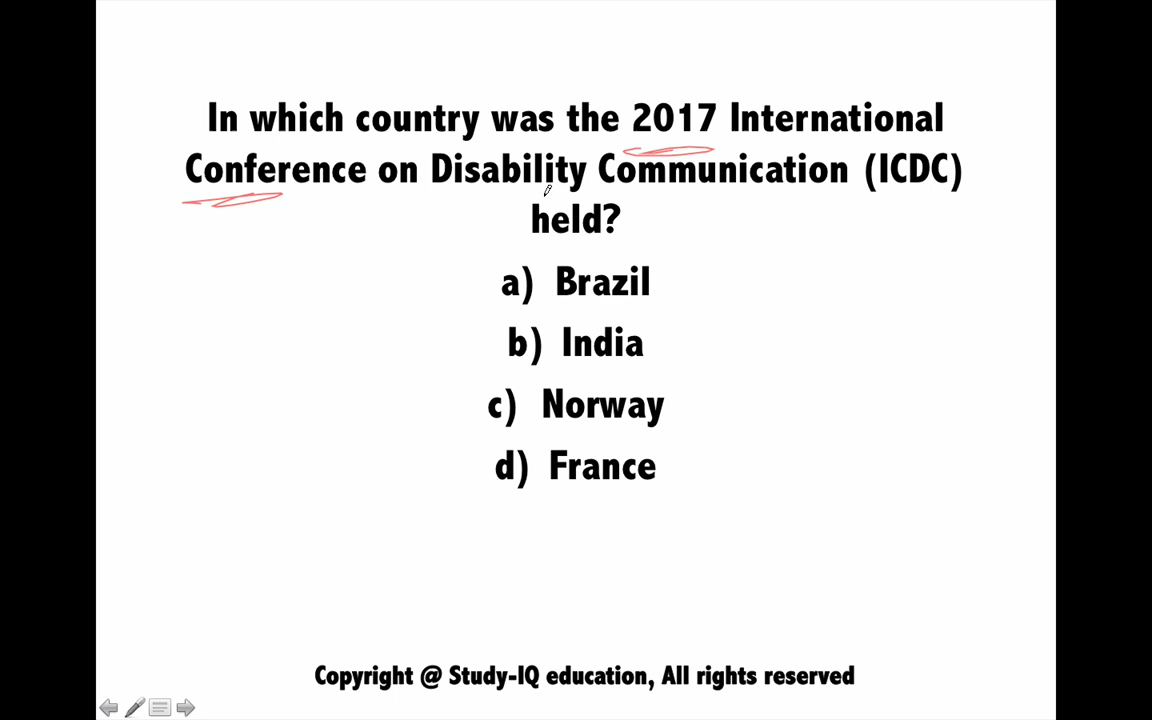 In which country was the 2017 International
Conference on Disability Communication (ICDC)
held?
a) Brazil
b) India
c) Norway
d) France
Copyright @ Study-IQ education, All rights reserved